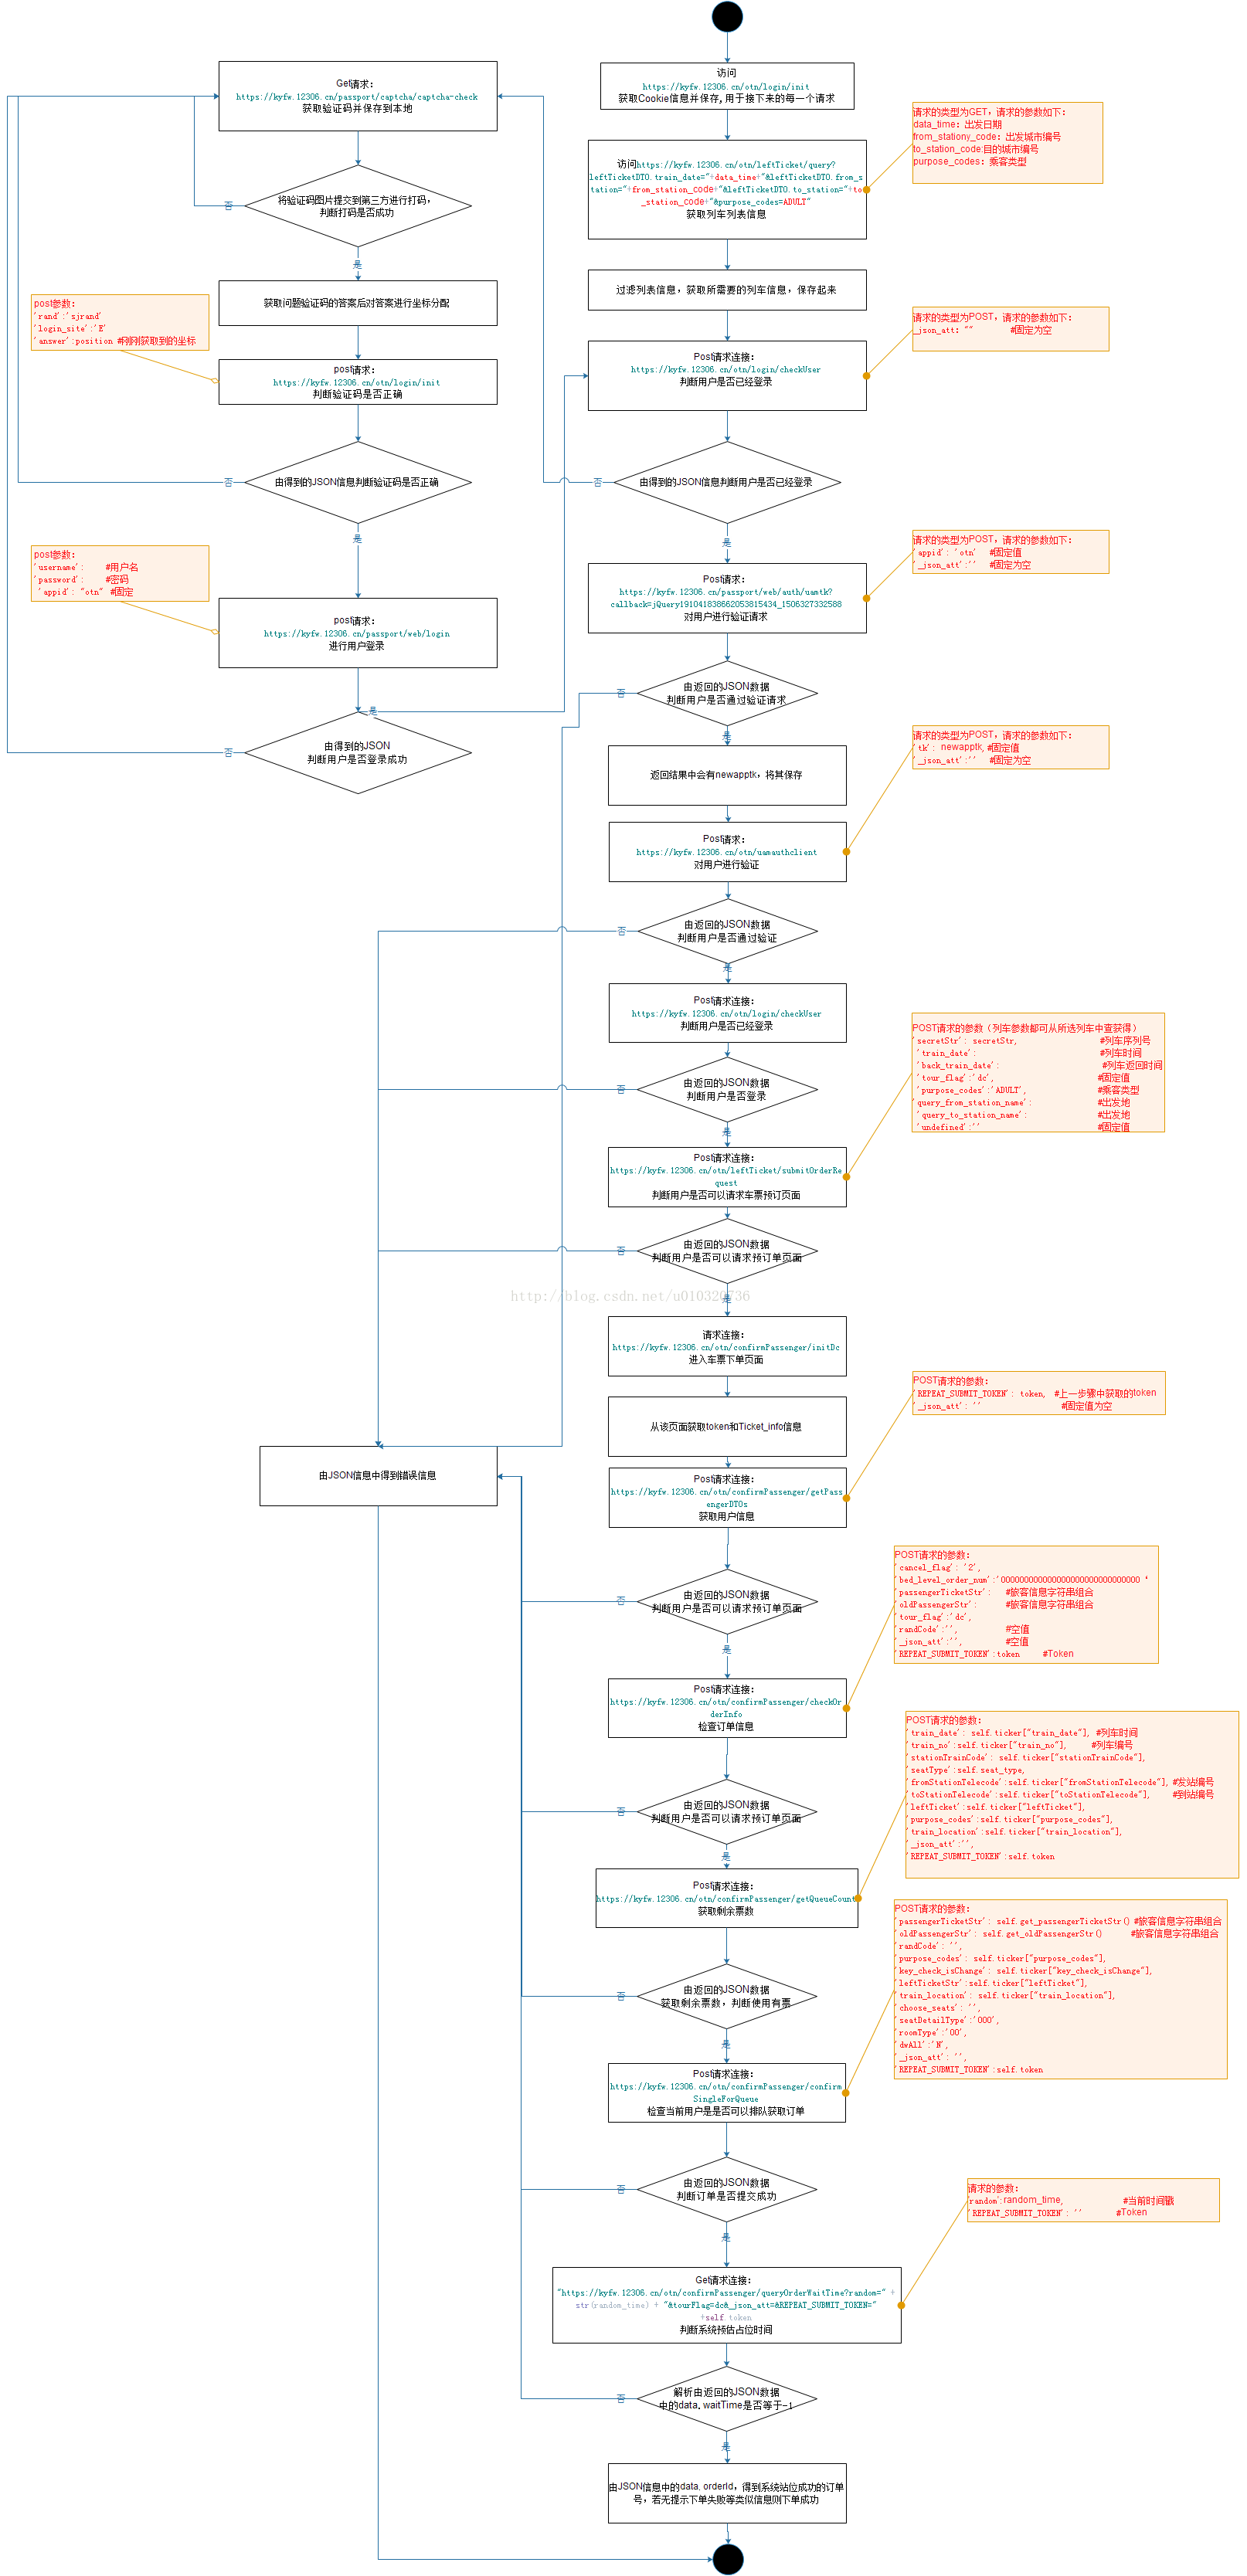 访问
https://kyfw.12306.cn/otn/login/init
获取Cookie信息并保存,用于接下来的每一个请求
请求的类型为GET，请求的参数如下：
data_time：出发日期
from_stationy_code：出发城市编号
to_station_code:目的城市编号
purpose_codes：乘客类型
访问https://kyfw.12306.cn/otn/leftTicket/query?
leftTicketDTO.train_date="+data_time+"&leftTicketDTO.from_s
tation="+from_station_code+"&leftTicketDTO.to_station="+to
_station_code+"&purpose_codes=ADULT"
获取列车列表信息
过滤列表信息，获取所需要的列车信息，保存起来
请求的类型为POST，请求的参数如下：
_json_att: "" #固定为空
Post请求连接：
https://kyfw.12306.cn/otn/login/checkUser
判断用户是否已经登录
由得到的JSON信息判断用户是否已经登录
否
是
Get请求：
https://kyfw.12306.cn/passport/captcha/captcha-check
获取验证码并保存到本地
将验证码图片提交到第三方进行打码，
判断打码是否成功
否
是
获取问题验证码的答案后对答案进行坐标分配
post参数：
'rand':'sjrand'
'login_site':'E'
'answer':position #刚刚获取到的坐标
post请求：
https://kyfw.12306.cn/otn/login/init
判断验证码是否正确
由得到的JSON信息判断验证码是否正确
否
是
post参数：
'username': #用户名
'password': #密码
'appid': "otn" #固定
post请求：
https://kyfw.12306.cn/passport/web/login
进行用户登录
是
由得到的JSON
判断用户是否登录成功
否
请求的类型为POST，请求的参数如下：
'appid': 'otn' #固定值
'_json_att':'' #固定为空
Post请求：
https://kyfw.12306.cn/passport/web/auth/uamtk?
callback=jQuery191041838662053815434_1506327332588
对用户进行验证请求
由返回的JSON数据
判断用户是否通过验证请求
否
是
请求的类型为POST，请求的参数如下：
'tk': newapptk, #固定值
'_json_att':'' #固定为空
返回结果中会有newapptk，将其保存
Post请求：
https://kyfw.12306.cn/otn/uamauthclient
对用户进行验证
由返回的JSON数据
判断用户是否通过验证
否
是
Post请求连接：
https://kyfw.12306.cn/otn/login/checkUser
判断用户是否已经登录
由返回的JSON数据
判断用户是否登录
否
是
POST请求的参数（列车参数都可从所选列车中查获得）
'secretStr': secretStr, #列车序列号
'train_date': #列车时间
'back_train_date': #列车返回时间
'tour_flag':'dc', #固定值
'purpose_codes':'ADULT', #乘客类型
'query_from_station_name': #出发地
'query_to_station_name': #出发地
'undefined':'' #固定值
Post请求连接：
https://kyfw.12306.cn/otn/leftTicket/submitOrderRe
quest
判断用户是否可以请求车票预订页面
由返回的JSON数据
判断用户是否可以请求预订单页面
否
是
http://blog.csdn.net/u010320736
请求连接：
https://kyfw.12306.cn/otn/confirmPassenger/initDc
进入车票下单页面
从该页面获取token和Ticket_info信息
POST请求的参数：
'REPEAT_SUBMIT_TOKEN': token, #上一步骤中获取的token
'_json_att': '' #固定值为空
Post请求连接：
https://kyfw.12306.cn/otn/confirmPassenger/getPass
engerDTOs
获取用户信息
由JSON信息中得到错误信息
由返回的JSON数据
判断用户是否可以请求预订单页面
否
是
POST请求的参数：
'cancel_flag': '2',
'bed_level_order_num':'000000000000000000000000000000 '
'passengerTicketStr': #旅客信息字符串组合
'oldPassengerStr': #旅客信息字符串组合
'tour_flag':'dc',
'randCode':'', #空值
'_json_att':'', #空值
'REPEAT_SUBMIT_TOKEN':token #Token
Post请求连接：
https://kyfw.12306.cn/otn/confirmPassenger/checkOr
derInfo
检查订单信息
由返回的JSON数据
判断用户是否可以请求预订单页面
否
是
POST请求的参数：
'train_date': self.ticker["train_date"], #列车时间
'train_no':self.ticker["train_no"], #列车编号
'stationTrainCode': self.ticker["stationTrainCode"],
'seatType':self.seat_type,
'fromStationTelecode':self.ticker["fromStationTelecode"], #发站编号
'toStationTelecode':self.ticker["toStationTelecode"], #到站编号
'leftTicket':self.ticker["leftTicket"],
'purpose_codes':self.ticker["purpose_codes"],
'train_location':self.ticker["train_location"],
'_json_att':'',
'REPEAT_SUBMIT_TOKEN':self.token
Post请求连接：
https://kyfw.12306.cn/otn/confirmPassenger/getQueueCount
获取剩余票数
由返回的JSON数据
获取剩余票数，判断使用有票
否
是
POST请求的参数：
'passengerTicketStr': self.get_passengerTicketStr() #旅客信息字符串组合
'oldPassengerStr': self.get_oldPassengerStr() #旅客信息字符串组合
'randCode': '',
'purpose_codes': self.ticker["purpose_codes"],
'key_check_isChange': self.ticker["key_check_isChange"],
'leftTicketStr':self.ticker["leftTicket"],
'train_location': self.ticker["train_location"],
'choose_seats': '',
'seatDetailType':'000',
'roomType':'00',
'dwAll':'N',
'_json_att': '',
'REPEAT_SUBMIT_TOKEN':self.token
Post请求连接：
https://kyfw.12306.cn/otn/confirmPassenger/confirm
SingleForQueue
检查当前用户是是否可以排队获取订单
由返回的JSON数据
判断订单是否提交成功
否
是
请求的参数：
'random':random_time, #当前时间戳
'REPEAT_SUBMIT_TOKEN': '' #Token
Get请求连接：
"https://kyfw.12306.cn/otn/confirmPassenger/queryOrderWaitTime?random=" +
str(random_time) + "&tourFlag=dc&_json_att=&REPEAT_SUBMIT_TOKEN="
+self.token
判断系统预估占位时间
解析由返回的JSON数据
中的data.waitTime是否等于-1
否
是
由JSON信息中的data.orderId，得到系统站位成功的订单
号，若无提示下单失败等类似信息则下单成功